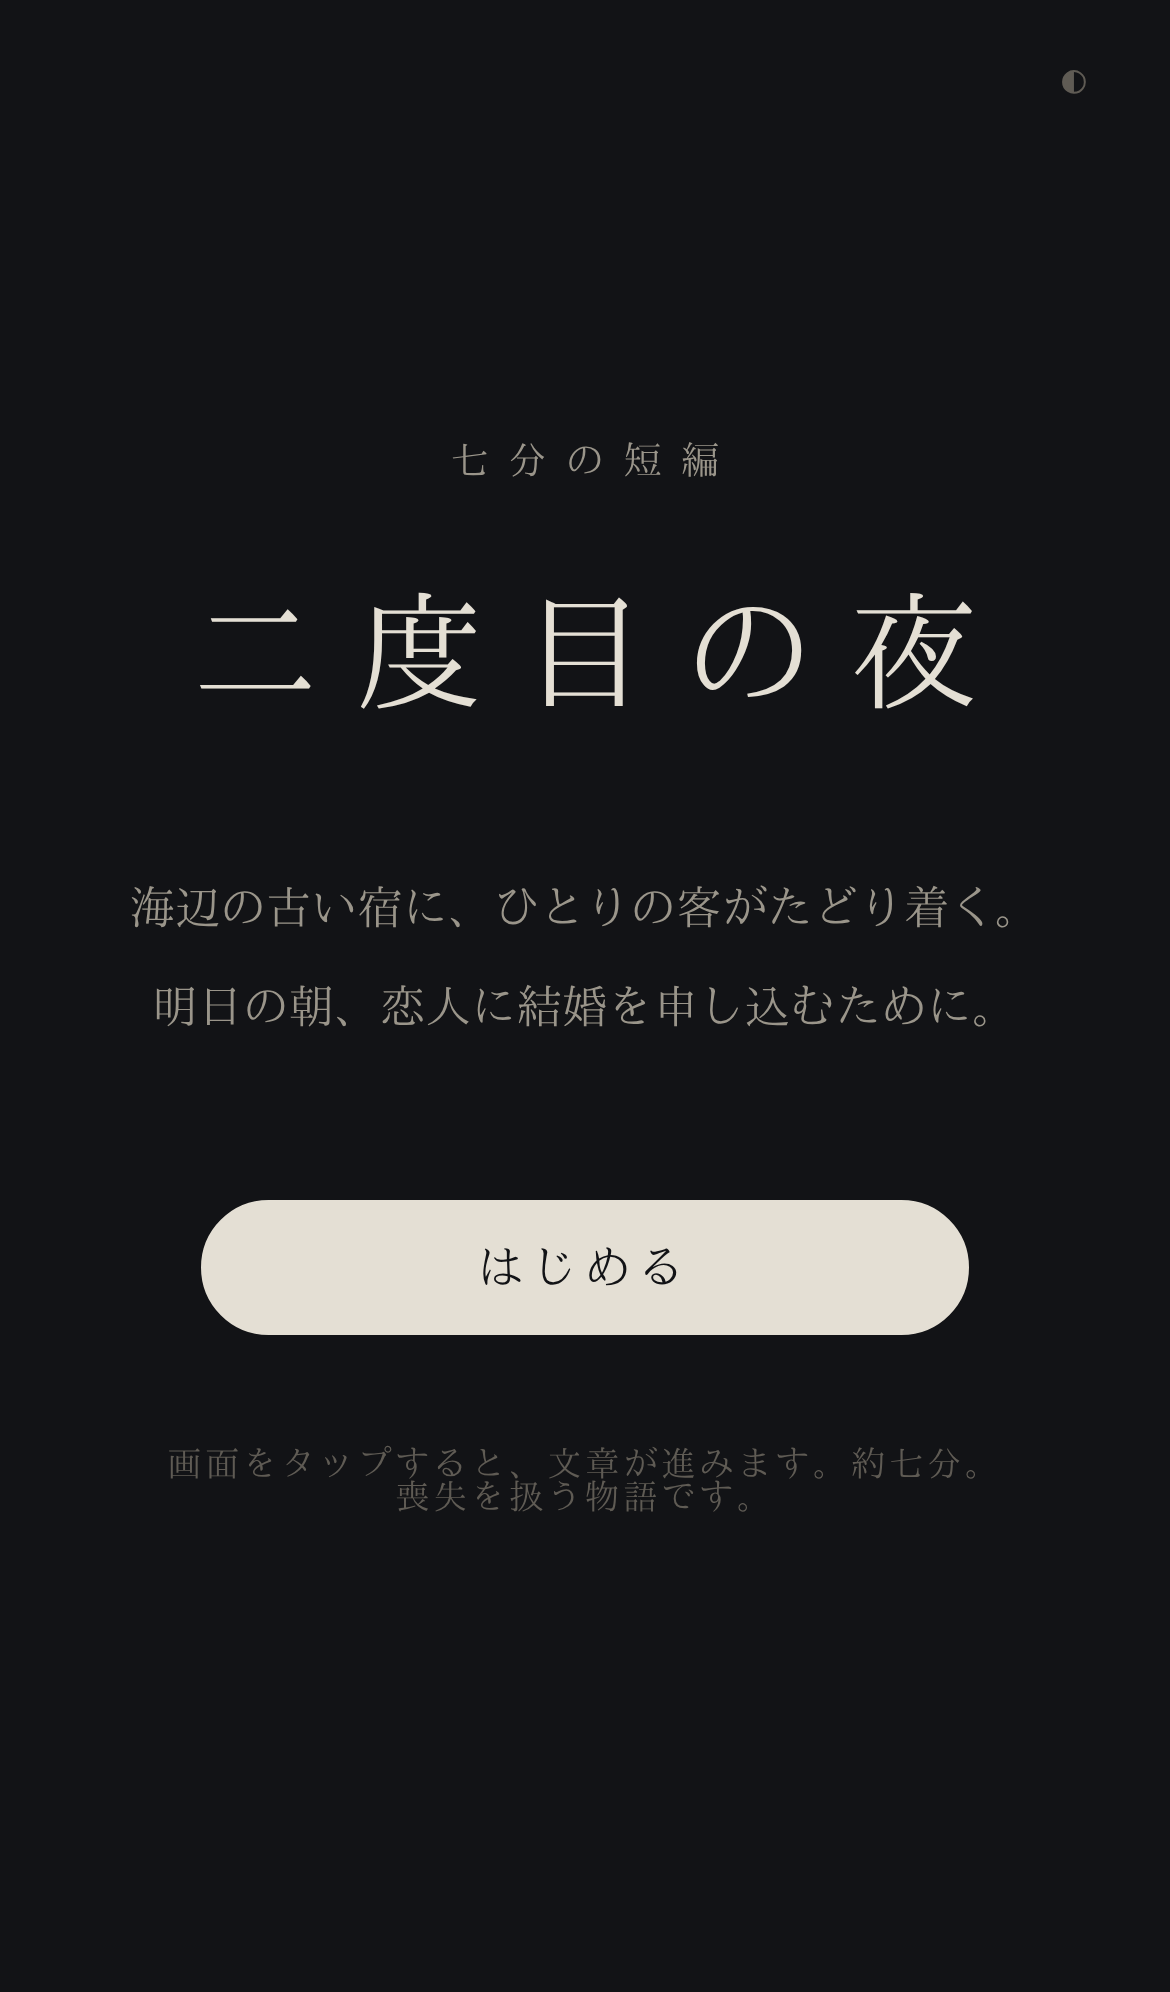 七分の短編
二度目の夜
海辺の古い宿に、ひとりの客がたどり着く。
明日の朝、恋人に結婚を申し込むために。
はじめる
画面をタップすると、文章が進みます。約七分。
喪失を扱う物語です。